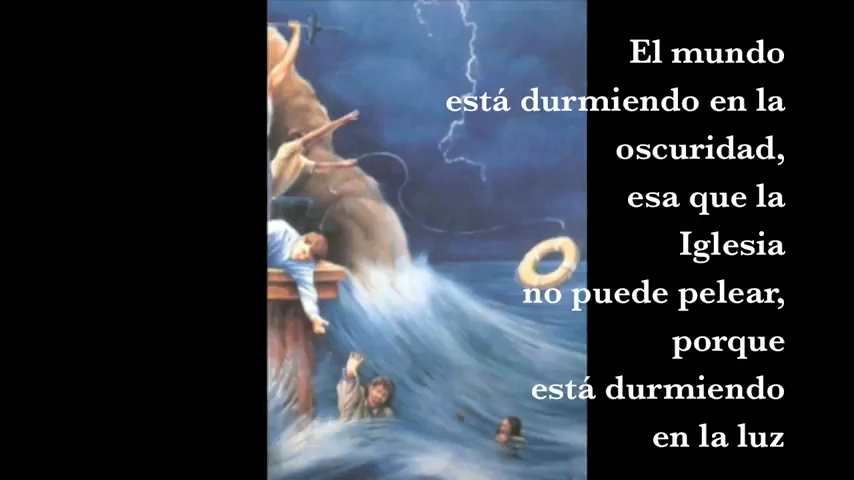 El mundo
está durmiendo en la
oscuridad,
esa que la
Iglesia
no puede pelear,
porque
está durmiendo
en la luz